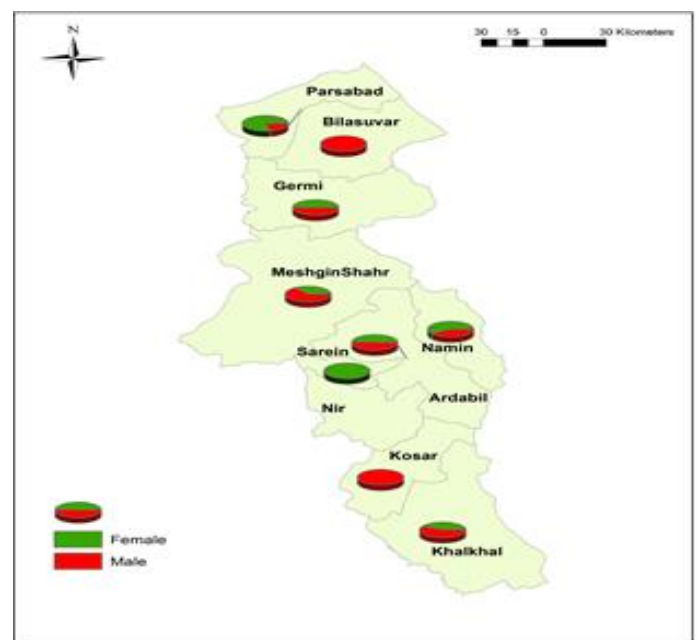 N
30 15 0 30 Kilometers
Parsabad
Bilasuvar
Germi
MeshginShahr
Sarein
Namin
Nir
Ardabil
Kosar
Khalkhal
Female
Male